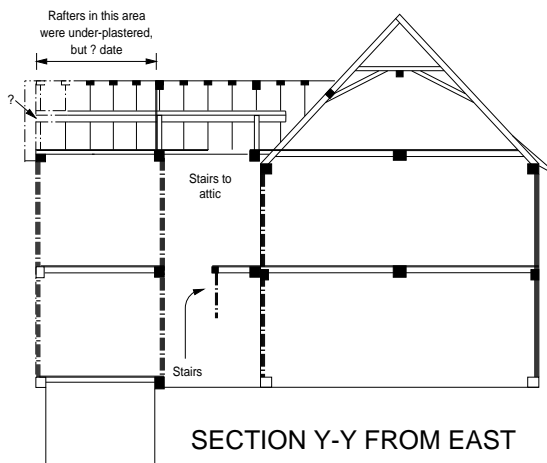 Rafters in this area
were under-plastered,
but ? date
?
Stairs to
attic
Stairs
SECTION Y-Y FROM EAST